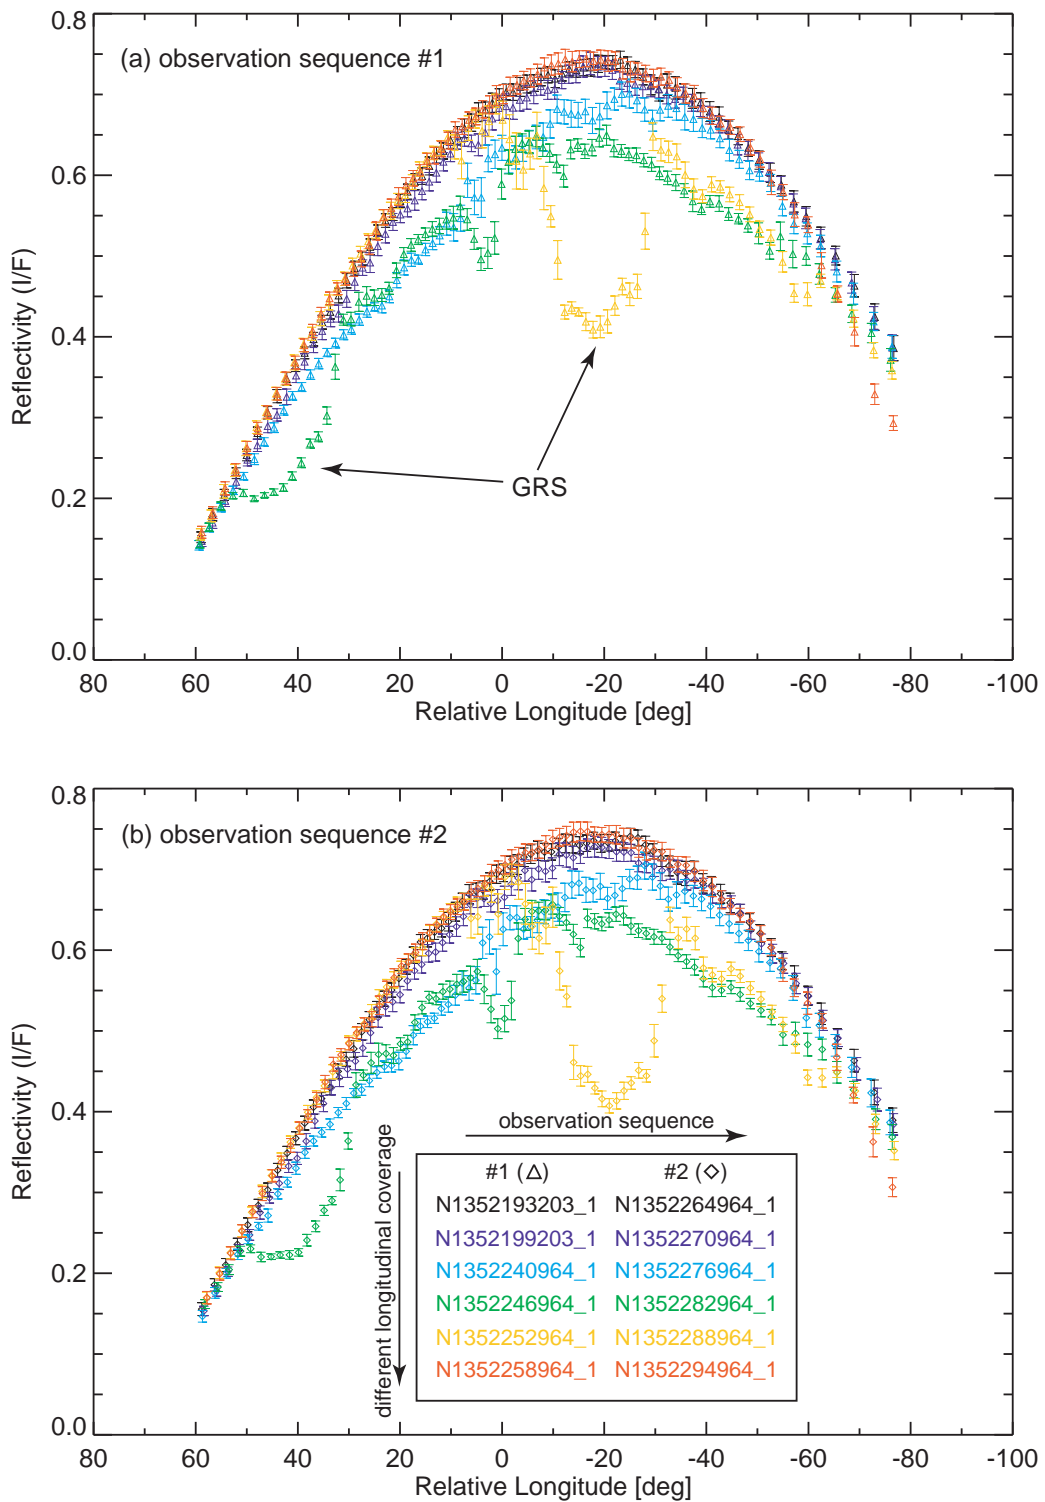 (a) observation sequence #1
0.8
0.6
0.4
0.2
0.0
Reflectivity (I/F)
GRS
80 60 40 20 0 -20 -40 -60 -80 -100
Relative Longitude [deg]
(b) observation sequence #2
0.8
0.6
0.4
0.2
0.0
Reflectivity (I/F)
observation sequence
different longitudinal coverage
#1 (△) #2 (◇)
N1352193203_1 N1352264964_1
N1352199203_1 N1352270964_1
N1352240964_1 N1352276964_1
N1352246964_1 N1352282964_1
N1352252964_1 N1352288964_1
N1352258964_1 N1352294964_1
80 60 40 20 0 -20 -40 -60 -80 -100
Relative Longitude [deg]